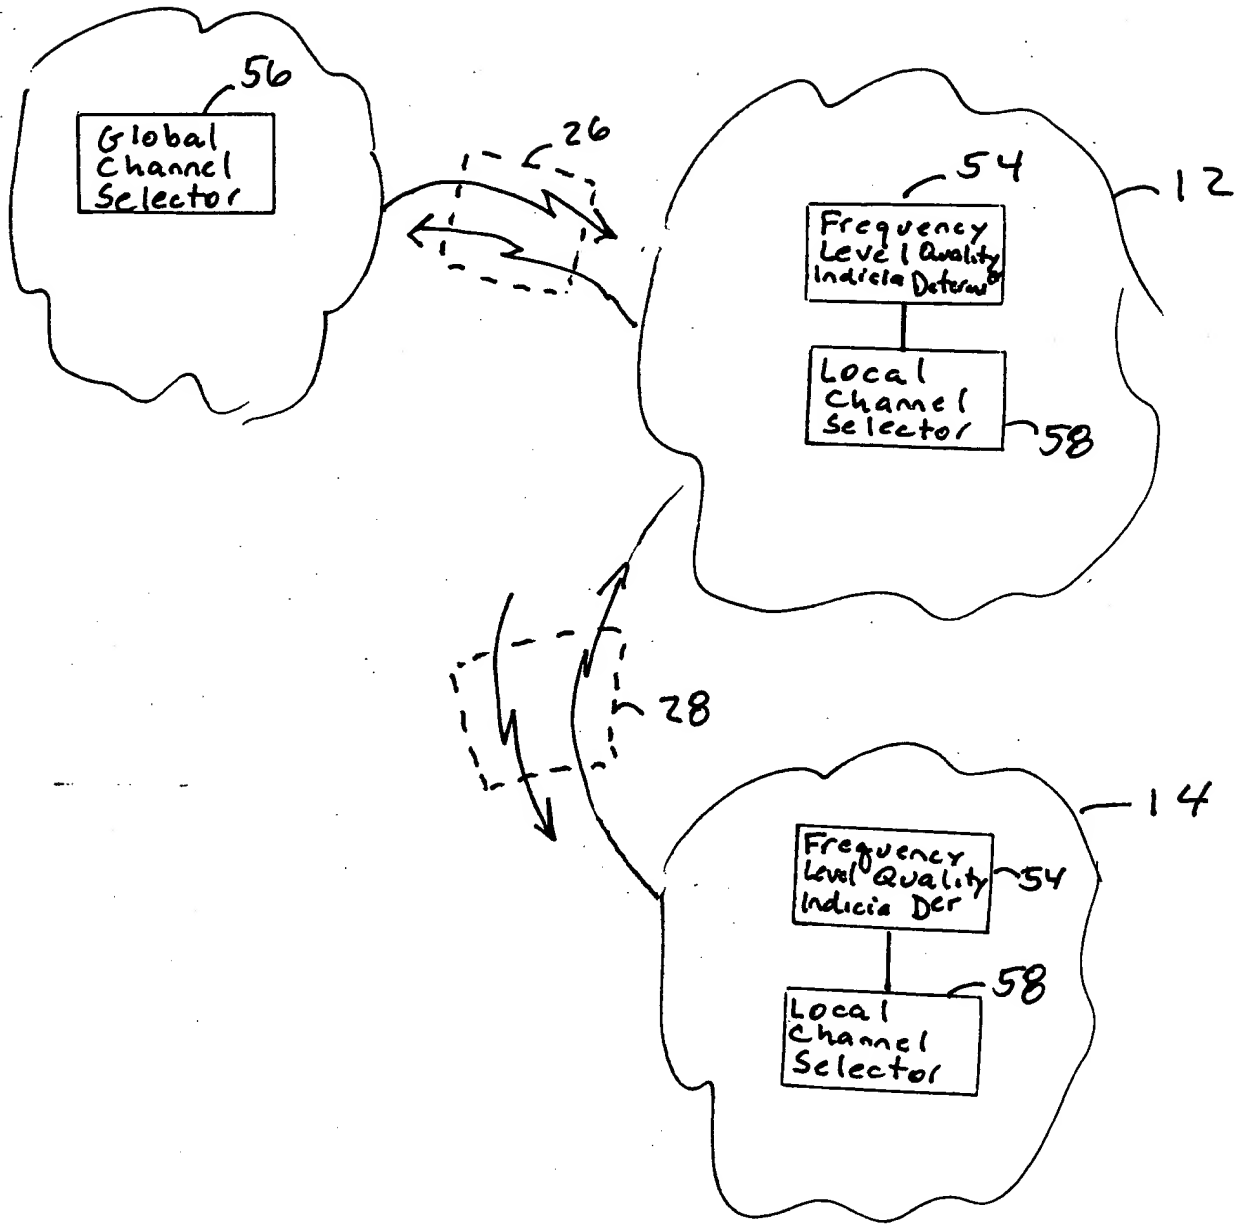 56
Global
Channel
Selector
26
54
12
Frequency
Level Quality
Indicia
Local
Channel
Selector
58
28
14
Frequency
Level Quality
Indicia Der
54
58
Local
Channel
Selector